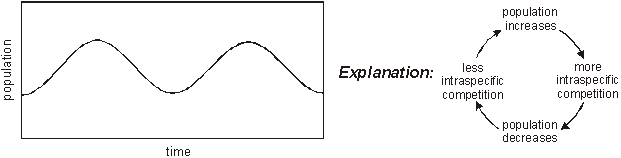 population
time
Explanation:
population
increases
more
intraspecific
competition
population
decreases
less
intraspecific
competition